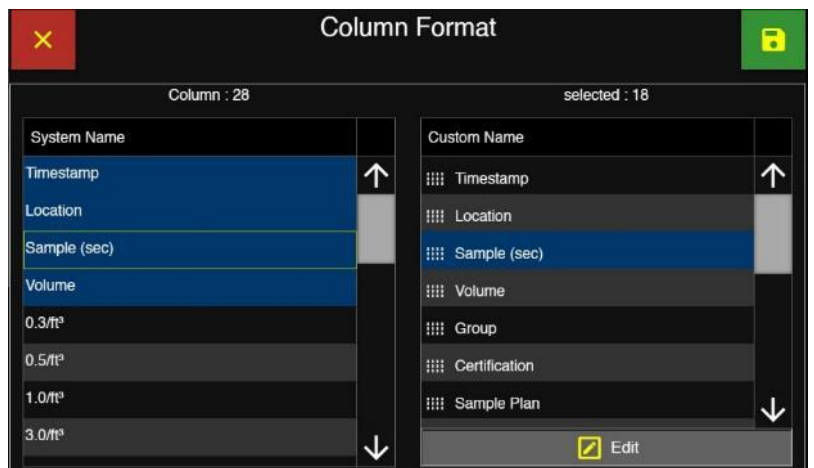 Column Format
Column : 28
selected : 18
System Name
Timestamp
Location
Sample (sec)
Volume
0.3/ft³
0.5/ft³
1.0/ft³
3.0/ft³
Custom Name
Timestamp
Location
Sample (sec)
Volume
Group
Certification
Sample Plan
Edit